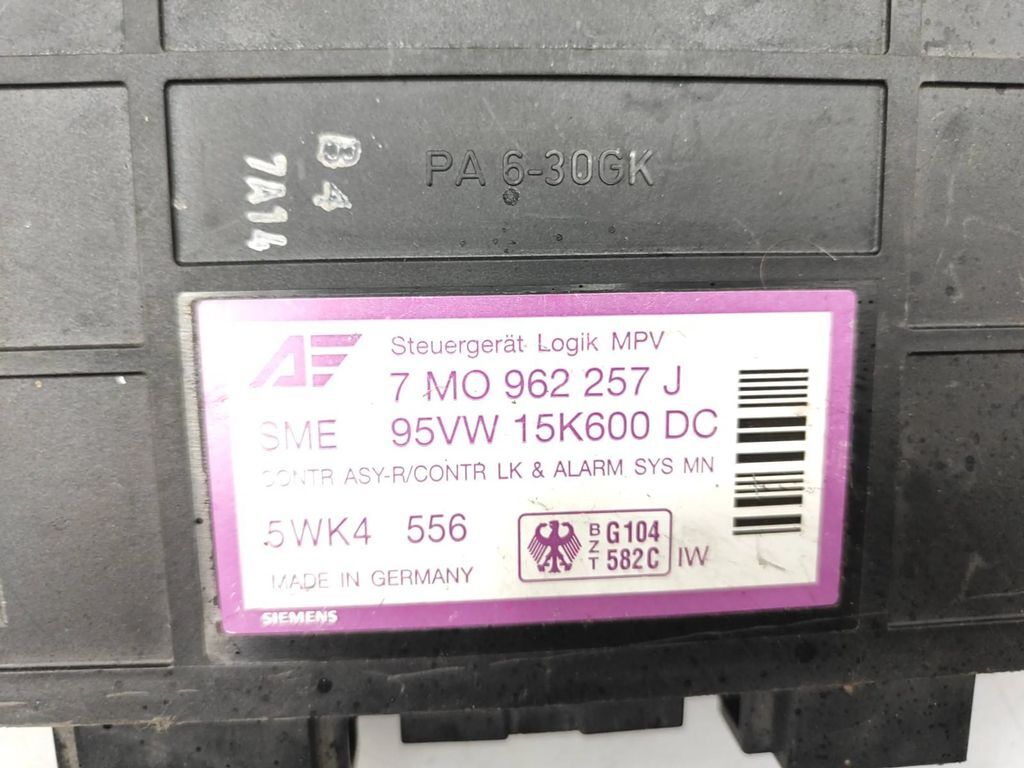 B4
7A14
PA 6-30GK
AE
Steuergerät Logik MPV
7 MO 962 257 J
SME 95VW 15K600 DC
CONTR ASY-R/CONTR LK & ALARM SYS MN
5WK4 556
BZT G104 582C IW
MADE IN GERMANY
SIEMENS